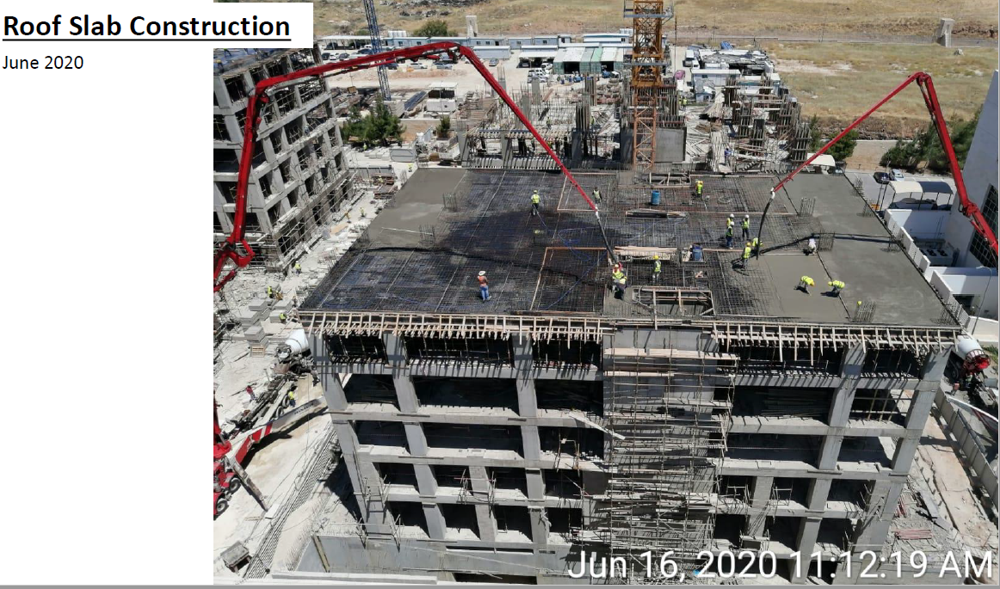 Roof Slab Construction
June 2020
Jun 16, 2020 11:12:19 AM